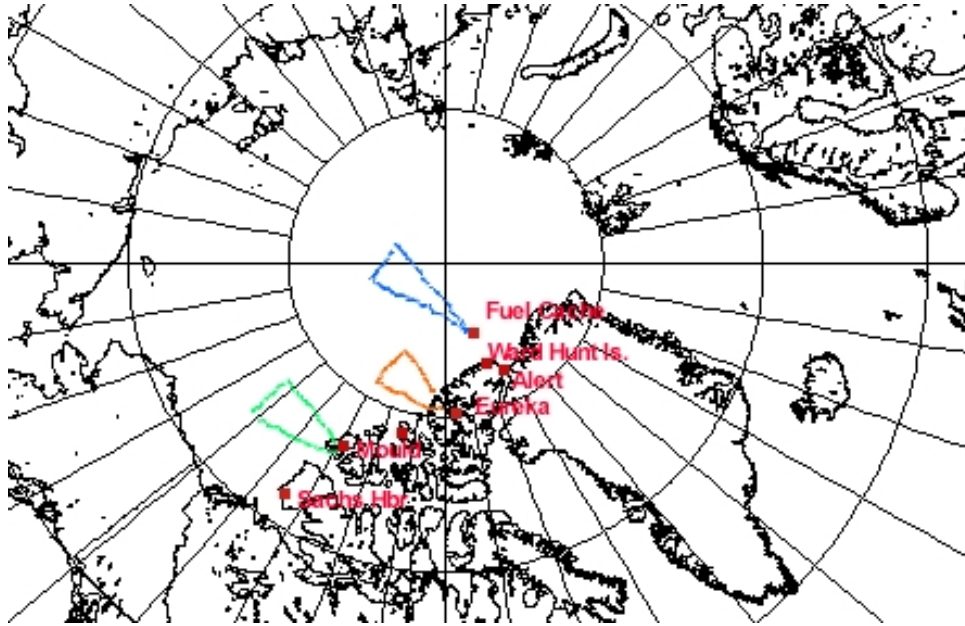 Fuel Cache
Ward Hunt Is.
Alert
Eureka
Mould
Sachs Hbr